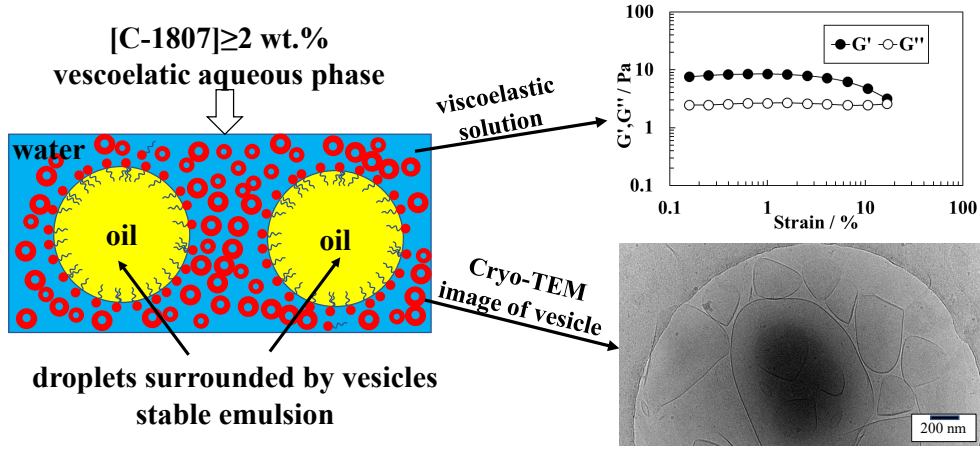 [C-1807]≥2 wt.%
vescoelatic aqueous phase
water
oil
oil
droplets surrounded by vesicles
stable emulsion
viscoelastic
solution
Cryo-TEM
image of vesicle
G',G'' / Pa
100
10
1
0.1
G' G''
0.1 1 10 100
Strain / %
200 nm